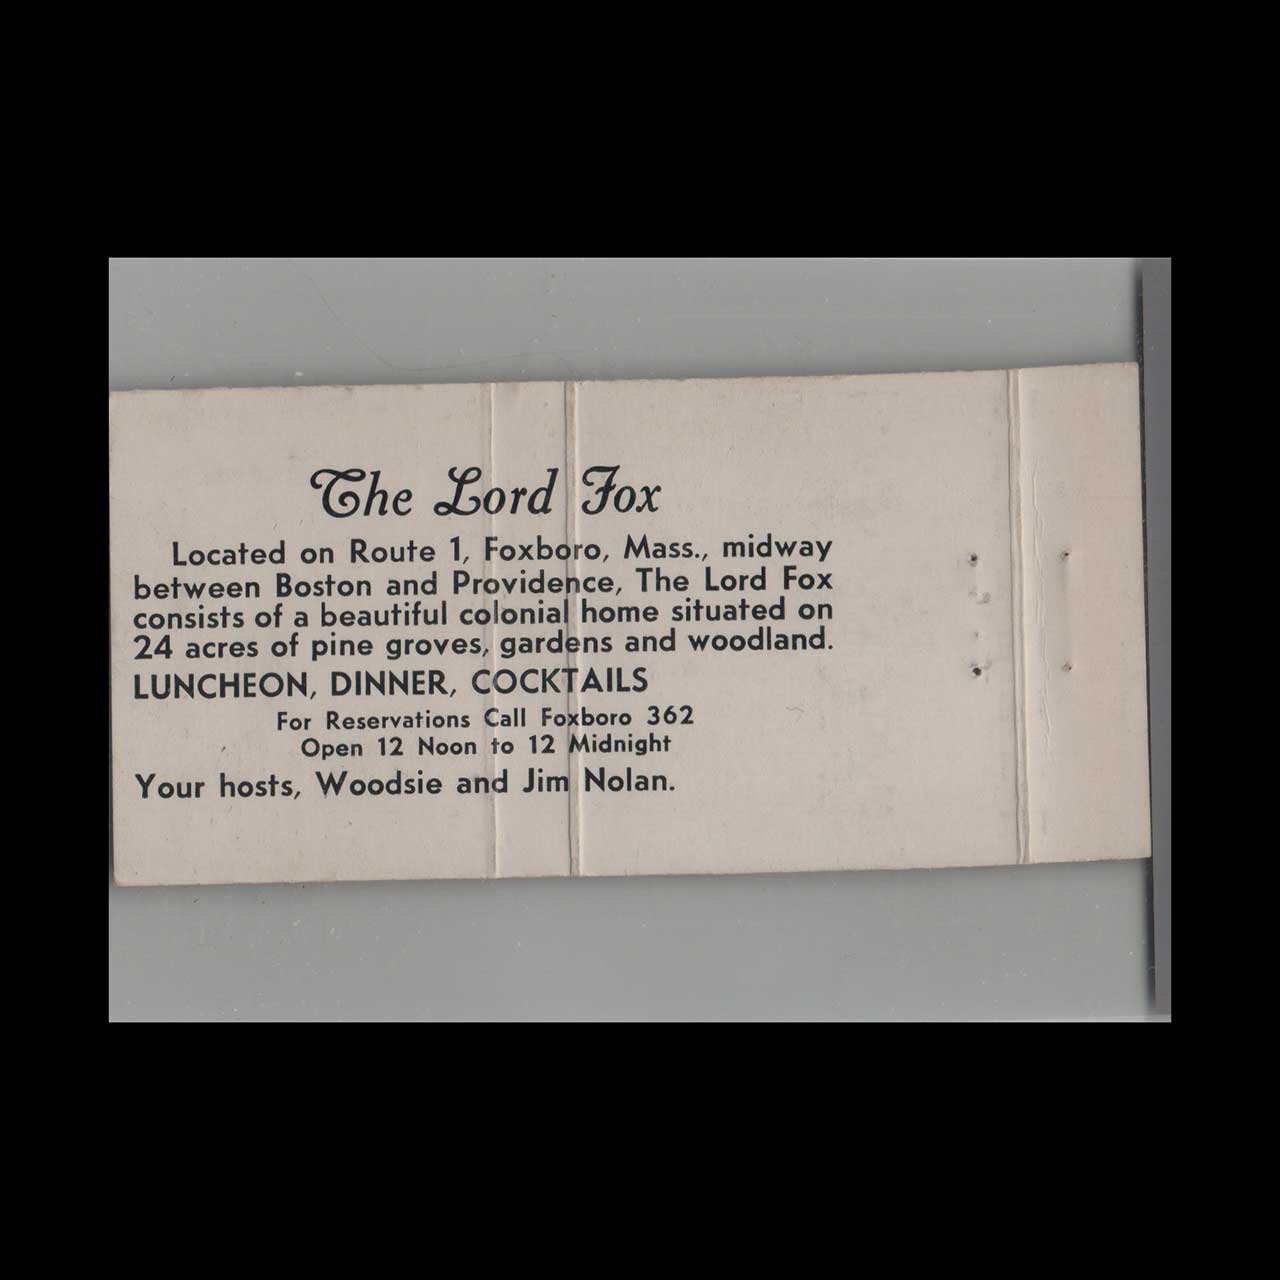 The Lord Fox
Located on Route 1, Foxboro, Mass., midway
between Boston and Providence, The Lord Fox
consists of a beautiful colonial home situated on
24 acres of pine groves, gardens and woodland.
LUNCHEON, DINNER, COCKTAILS
For Reservations Call Foxboro 362
Open 12 Noon to 12 Midnight
Your hosts, Woodsie and Jim Nolan.